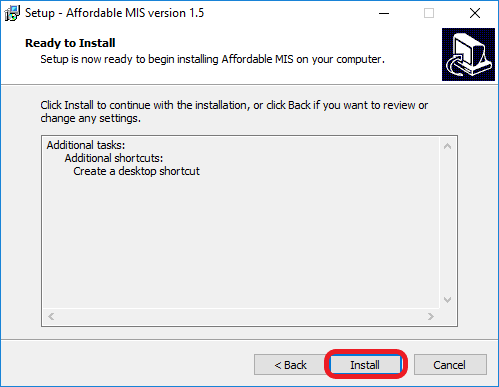 Setup - Affordable MIS version 1.5
Ready to Install
Setup is now ready to begin installing Affordable MIS on your computer.
Click Install to continue with the installation, or click Back if you want to review or
change any settings.
Additional tasks:
Additional shortcuts:
Create a desktop shortcut
< Back
Install
Cancel